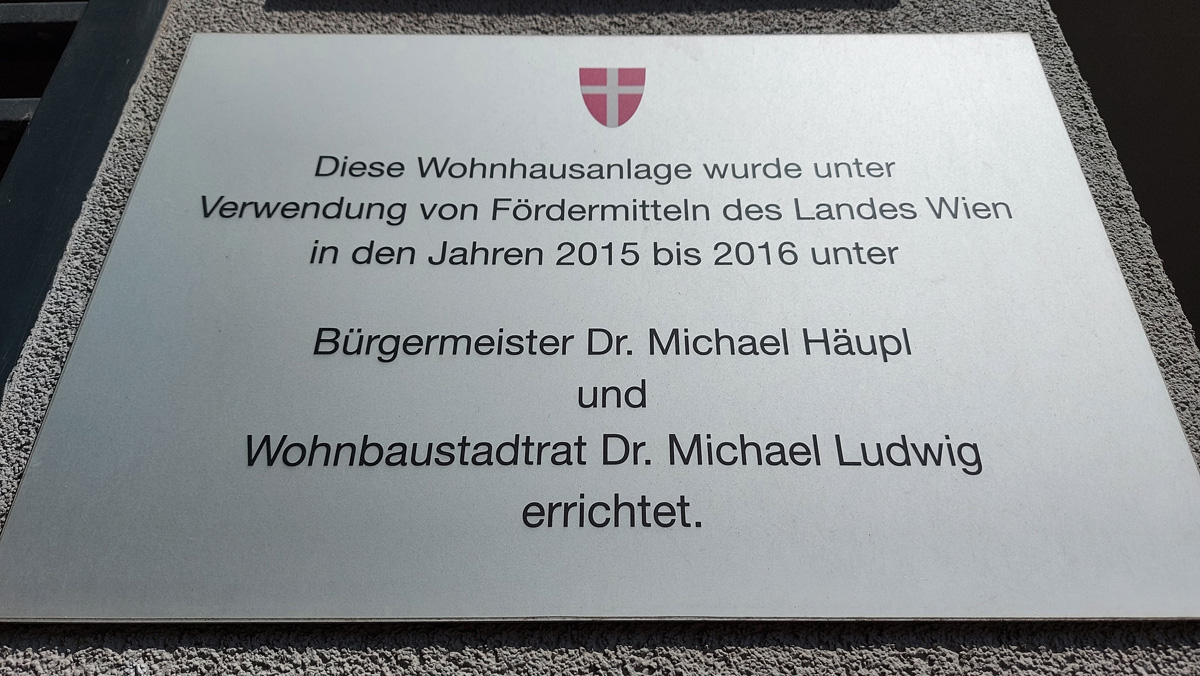 Diese Wohnhausanlage wurde unter
Verwendung von Fördermitteln des Landes Wien
in den Jahren 2015 bis 2016 unter
Bürgermeister Dr. Michael Häupl
und
Wohnbaustadtrat Dr. Michael Ludwig
errichtet.